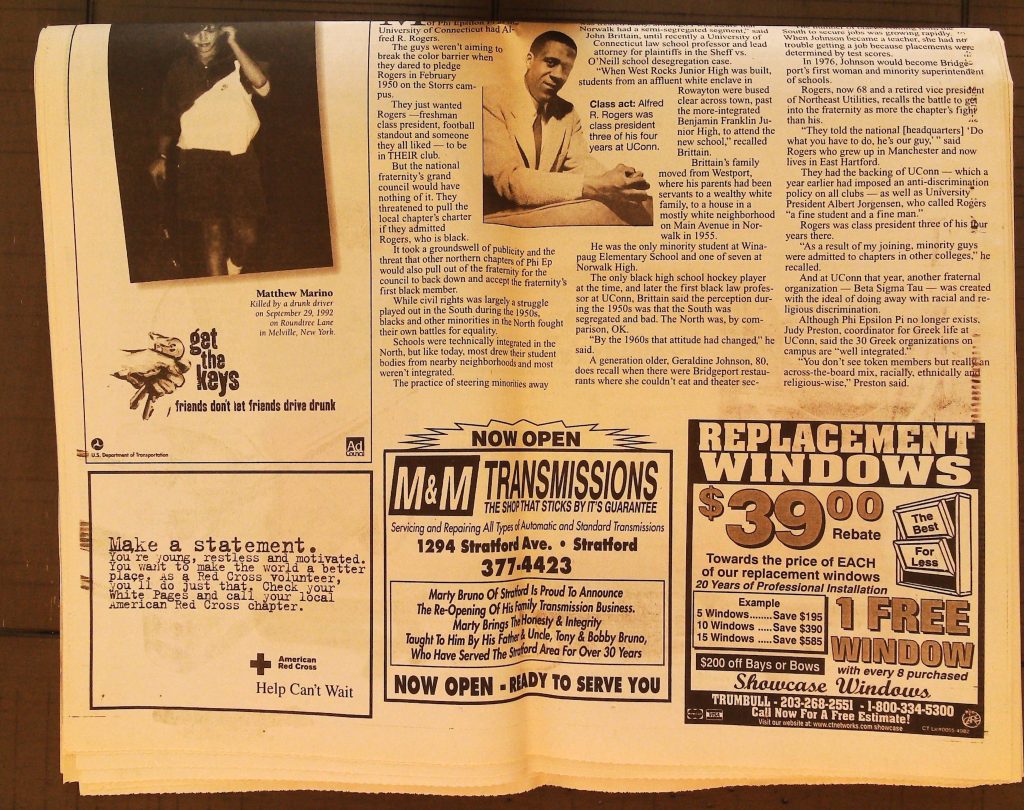 of Phi Epsilon
University of Connecticut had Al-
fred R. Rogers.
The guys weren't aiming to
break the color barrier when
they dared to pledge
Rogers in February
1950 on the Storrs cam-
pus.
They just wanted
Rogers —freshman
class president, football
standout and someone
they all liked — to be
in THEIR club.
But the national
fraternity's grand
council would have
nothing of it. They
threatened to pull the
local chapter's charter
if they admitted
Rogers, who is black.
It took a groundswell of publicity and the
threat that other northern chapters of Phi Ep
would also pull out of the fraternity for the
council to back down and accept the fraternity's
first black member.
While civil rights was largely a struggle
played out in the South during the 1950s,
blacks and other minorities in the North fought
their own battles for equality.
Schools were technically integrated in the
North, but like today, most drew their student
bodies from nearby neighborhoods and most
weren't integrated.
The practice of steering minorities away
Norwalk had a semi-segregated segment," said
John Brittain, until recently a University of
Connecticut law school professor and lead
attorney for plaintiffs in the Sheff vs.
O'Neill school desegregation case.
"When West Rocks Junior High was built,
students from an affluent white enclave in
Rowayton were bused
clear across town, past
the more-integrated
Benjamin Franklin Ju-
nior High, to attend the
new school," recalled
Brittain.
Brittain's family
moved from Westport,
where his parents had been
servants to a wealthy white
family, to a house in a
mostly white neighborhood
on Main Avenue in Nor-
walk in 1955.
He was the only minority student at Wina-
paug Elementary School and one of seven at
Norwalk High.
The only black high school hockey player
at the time, and later the first black law profes-
sor at UConn, Brittain said the perception dur-
ing the 1950s was that the South was
segregated and bad. The North was, by com-
parison, OK.
"By the 1960s that attitude had changed," he
said.
A generation older, Geraldine Johnson, 80,
does recall when there were Bridgeport restau-
rants where she couldn't eat and theater sec-
Class act: Alfred
R. Rogers was
class president
three of his four
years at UConn.
South to secure jobs was growing rapidly.
When Johnson became a teacher, she had no
trouble getting a job because placements were
determined by test scores.
In 1976, Johnson would become Bridge-
port's first woman and minority superintendent
of schools.
Rogers, now 68 and a retired vice president
of Northeast Utilities, recalls the battle to get
into the fraternity as more the chapter's fight
than his.
"They told the national [headquarters] 'Do
what you have to do, he's our guy,' " said
Rogers who grew up in Manchester and now
lives in East Hartford.
They had the backing of UConn — which a
year earlier had imposed an anti-discrimination
policy on all clubs — as well as University
President Albert Jorgensen, who called Rogers
"a fine student and a fine man."
Rogers was class president three of his four
years there.
"As a result of my joining, minority guys
were admitted to chapters in other colleges," he
recalled.
And at UConn that year, another fraternal
organization — Beta Sigma Tau — was created
with the ideal of doing away with racial and re-
ligious discrimination.
Although Phi Epsilon Pi no longer exists,
Judy Preston, coordinator for Greek life at
UConn, said the 30 Greek organizations on
campus are "well integrated."
"You don't see token members but really an
across-the-board mix, racially, ethnically and
religious-wise," Preston said.
Matthew Marino
Killed by a drunk driver
on September 29, 1992
on Roundtree Lane
in Melville, New York.
get
the
keys
friends don't let friends drive drunk
U.S. Department of Transportation
Ad
Council
Make a statement.
You're young, restless and motivated.
You want to make the world a better
place. As a Red Cross volunteer,
you'll do just that. Check your
White Pages and call your local
American Red Cross chapter.
American
Red Cross
Help Can't Wait
NOW OPEN
M&M TRANSMISSIONS
THE SHOP THAT STICKS BY IT'S GUARANTEE
Servicing and Repairing All Types of Automatic and Standard Transmissions
1294 Stratford Ave. • Stratford
377-4423
Marty Bruno Of Stratford Is Proud To Announce
The Re-Opening Of His Family Transmission Business.
Marty Brings The Honesty & Integrity
Taught To Him By His Father & Uncle, Tony & Bobby Bruno,
Who Have Served The Stratford Area For Over 30 Years
NOW OPEN - READY TO SERVE YOU
REPLACEMENT
WINDOWS
$39.00
Rebate
The
Best
For
Less
Towards the price of EACH
of our replacement windows
20 Years of Professional Installation
Example
5 Windows........Save $195
10 Windows .....Save $390
15 Windows .....Save $585
1 FREE
WINDOW
with every 8 purchased
$200 off Bays or Bows
Showcase Windows
TRUMBULL - 203-268-2551 - 1-800-334-5300
Call Now For A Free Estimate!
Visit our website at: www.ctnetworks.com showcase